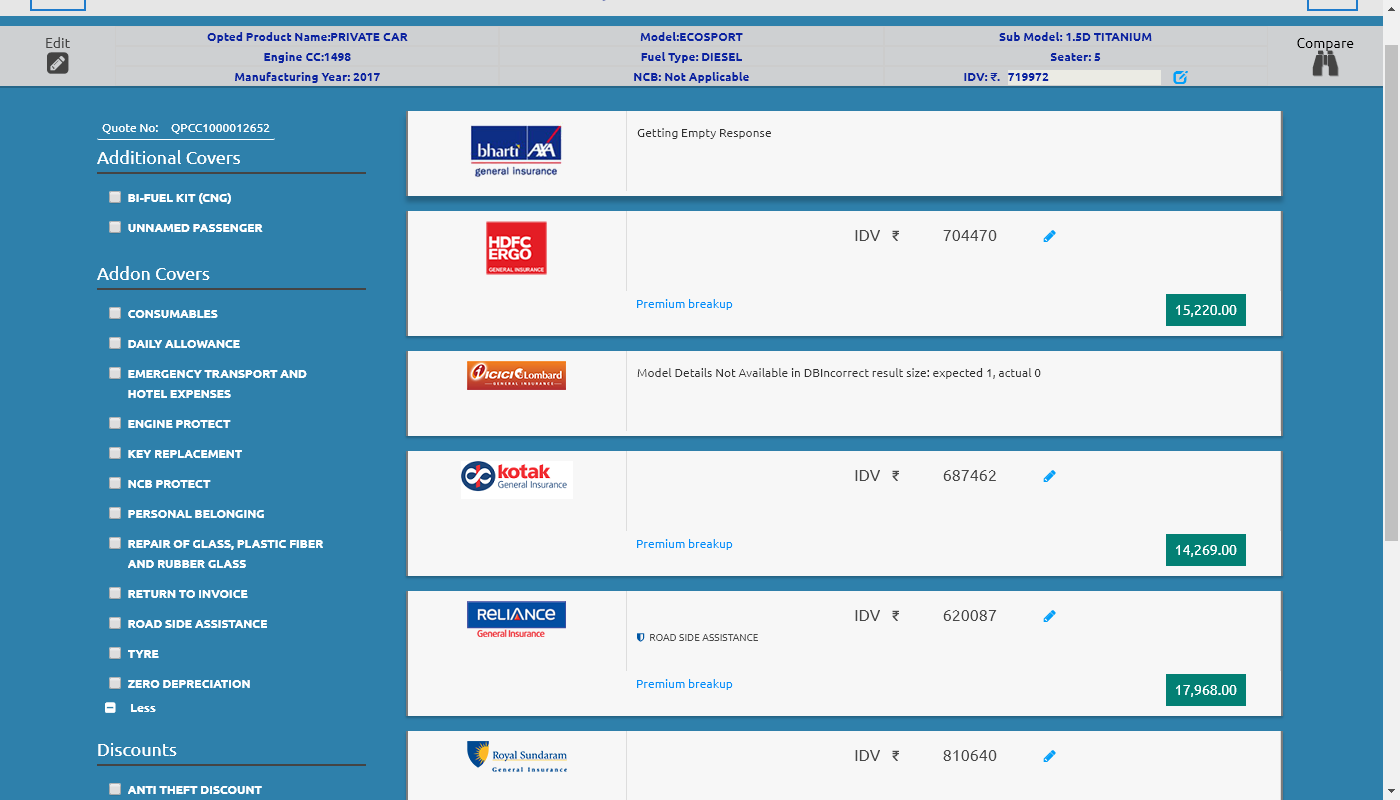 Edit
Opted Product Name:PRIVATE CAR
Model:ECOSPORT
Sub Model: 1.5D TITANIUM
Engine CC:1498
Fuel Type: DIESEL
Seater: 5
Manufacturing Year: 2017
NCB: Not Applicable
IDV: ₹. 719972
Compare
Quote No: QPCC1000012652
Additional Covers
BI-FUEL KIT (CNG)
UNNAMED PASSENGER
Addon Covers
CONSUMABLES
DAILY ALLOWANCE
EMERGENCY TRANSPORT AND
HOTEL EXPENSES
ENGINE PROTECT
KEY REPLACEMENT
NCB PROTECT
PERSONAL BELONGING
REPAIR OF GLASS, PLASTIC FIBER
AND RUBBER GLASS
RETURN TO INVOICE
ROAD SIDE ASSISTANCE
TYRE
ZERO DEPRECIATION
Less
Discounts
ANTI THEFT DISCOUNT
bharti AXA
general insurance
Getting Empty Response
HDFC
ERGO
GENERAL INSURANCE
IDV ₹ 704470
Premium breakup
15,220.00
ICICI Lombard
GENERAL INSURANCE
Model Details Not Available in DBIncorrect result size: expected 1, actual 0
kotak
General Insurance
IDV ₹ 687462
Premium breakup
14,269.00
RELIANCE
General Insurance
IDV ₹ 620087
ROAD SIDE ASSISTANCE
Premium breakup
17,968.00
Royal Sundaram
General Insurance
IDV ₹ 810640